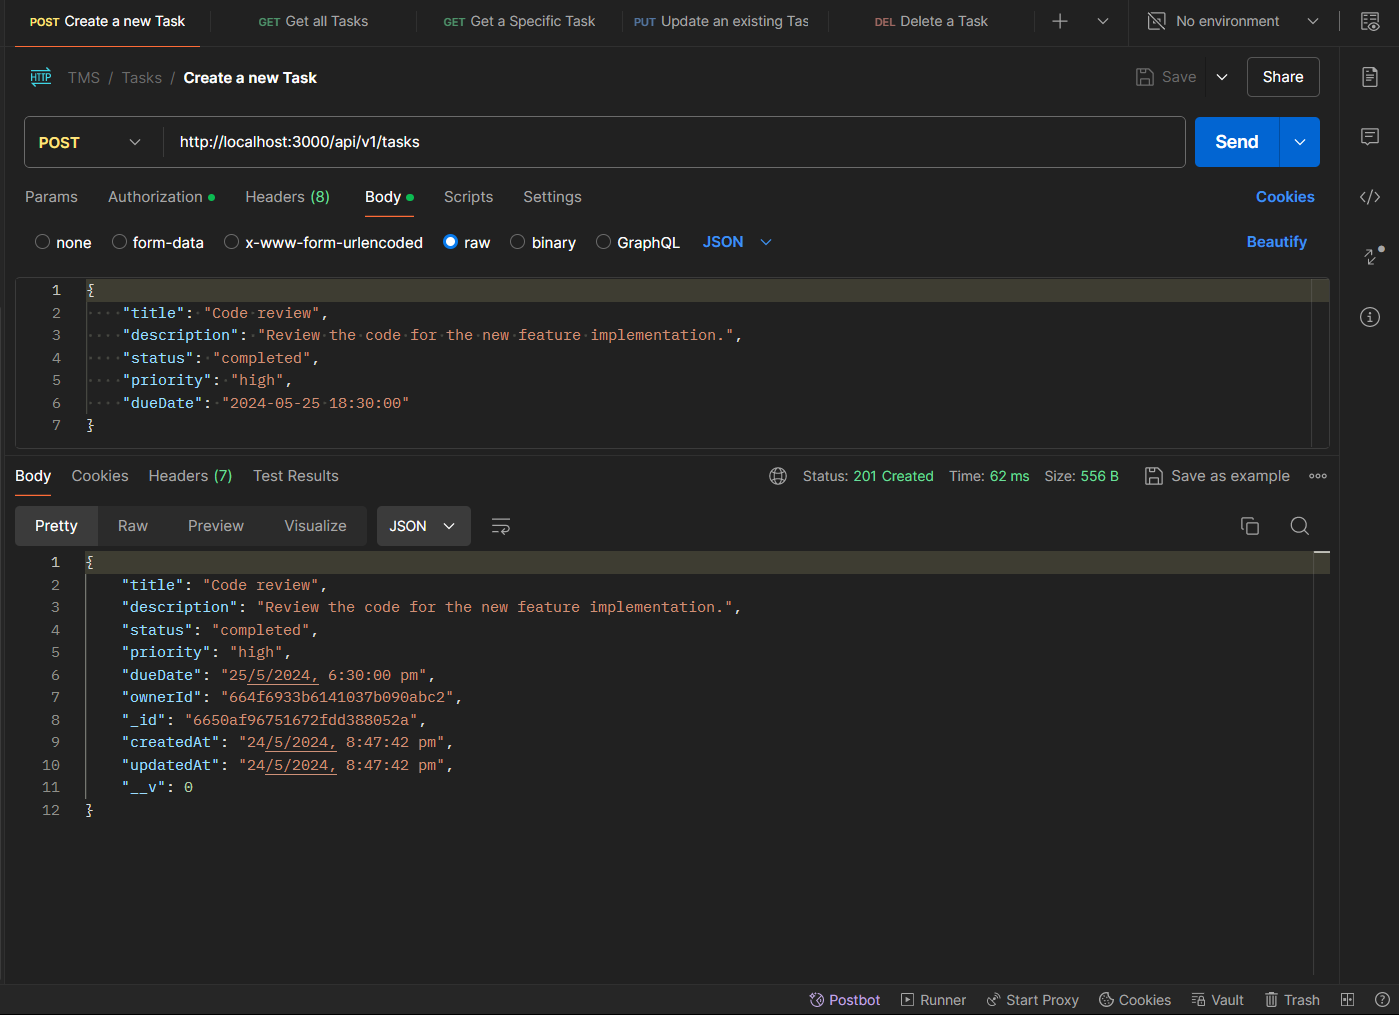 POST Create a new Task GET Get all Tasks GET Get a Specific Task PUT Update an existing Tas DEL Delete a Task No environment
HTTP TMS / Tasks / Create a new Task Save Share
POST http://localhost:3000/api/v1/tasks Send
Params Authorization Headers (8) Body Scripts Settings Cookies
none form-data x-www-form-urlencoded raw binary GraphQL JSON Beautify
1 {
2 "title": "Code review",
3 "description": "Review the code for the new feature implementation.",
4 "status": "completed",
5 "priority": "high",
6 "dueDate": "2024-05-25 18:30:00"
7 }
Body Cookies Headers (7) Test Results Status: 201 Created Time: 62 ms Size: 556 B Save as example
Pretty Raw Preview Visualize JSON
1 {
2 "title": "Code review",
3 "description": "Review the code for the new feature implementation.",
4 "status": "completed",
5 "priority": "high",
6 "dueDate": "25/5/2024, 6:30:00 pm",
7 "ownerId": "664f6933b6141037b090abc2",
8 "_id": "6650af96751672fdd388052a",
9 "createdAt": "24/5/2024, 8:47:42 pm",
10 "updatedAt": "24/5/2024, 8:47:42 pm",
11 "__v": 0
12 }
Postbot Runner Start Proxy Cookies Vault Trash